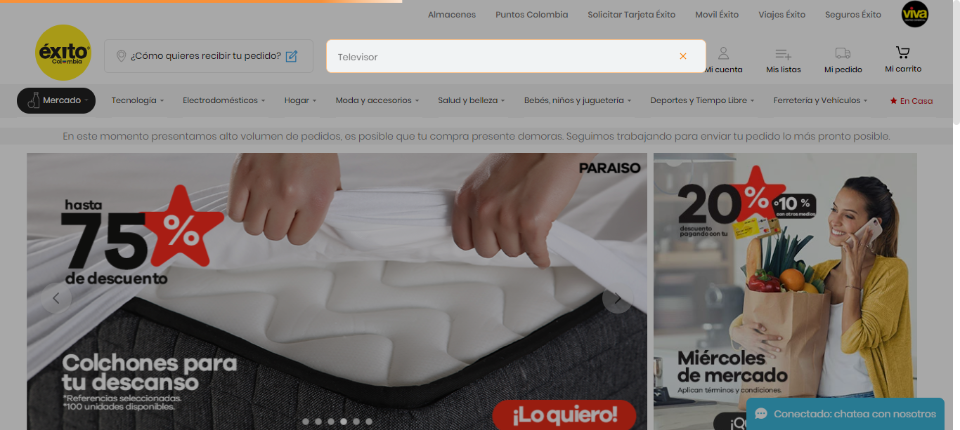 Almacenes Puntos Colombia Solicitar Tarjeta Éxito Movil Éxito Viajes Éxito Seguros Éxito viva
éxito
Colombia
¿Cómo quieres recibir tu pedido?
Televisor
Mi cuenta Mis listas Mi pedido Mi carrito
Mercado Tecnología Electrodomésticos Hogar Moda y accesorios Salud y belleza Bebés, niños y juguetería Deportes y Tiempo Libre Ferretería y Vehículos En Casa
En este momento presentamos alto volumen de pedidos, es posible que tu compra presente demoras. Seguimos trabajando para enviar tu pedido lo más pronto posible.
PARAISO
hasta
75%
de descuento
Colchones para
tu descanso
*Referencias seleccionadas.
*100 unidades disponibles.
¡Lo quiero!
20% o 10%
con otros medios
descuento
pagando con tu
Miércoles
de mercado
Aplican términos y condiciones.
Conectado: chatea con nosotros